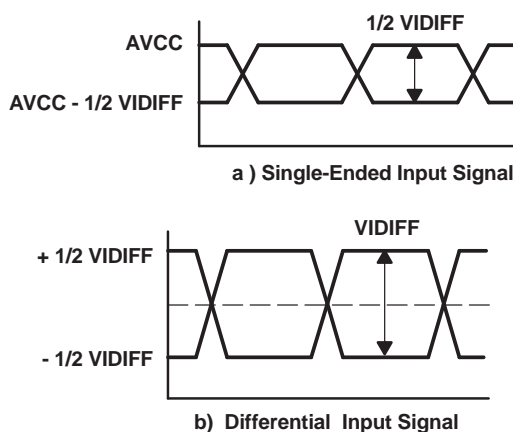 1/2 VIDIFF
AVCC
AVCC - 1/2 VIDIFF
a ) Single-Ended Input Signal
VIDIFF
+ 1/2 VIDIFF
- 1/2 VIDIFF
b) Differential Input Signal